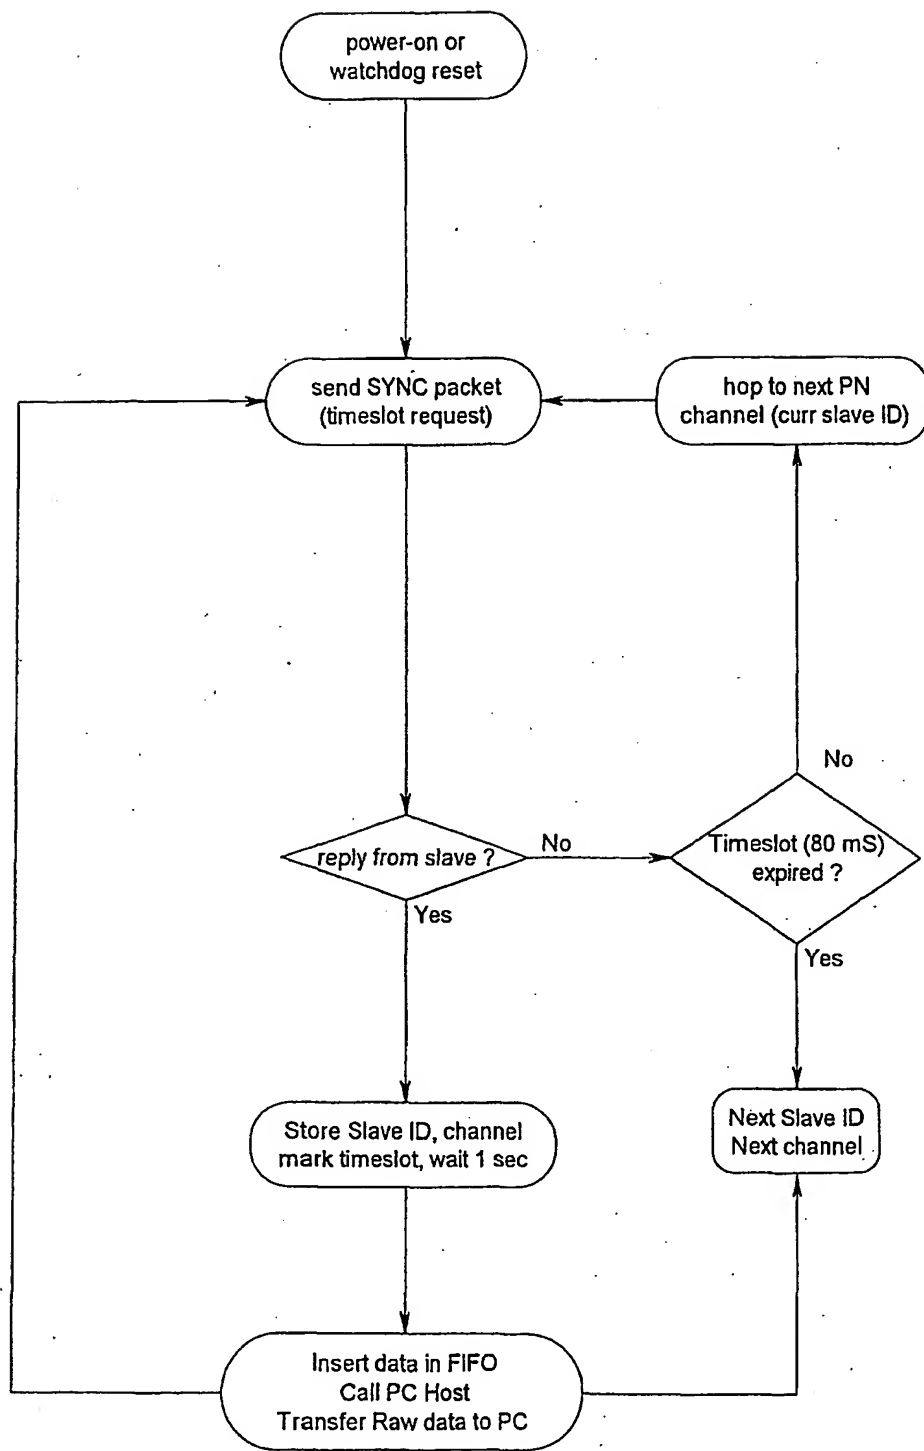 power-on or
watchdog reset
send SYNC packet
(timeslot request)
hop to next PN
channel (curr slave ID)
No
reply from slave ?
No
Timeslot (80 mS)
expired ?
Yes
Yes
Store Slave ID, channel
mark timeslot, wait 1 sec
Next Slave ID
Next channel
Insert data in FIFO
Call PC Host
Transfer Raw data to PC